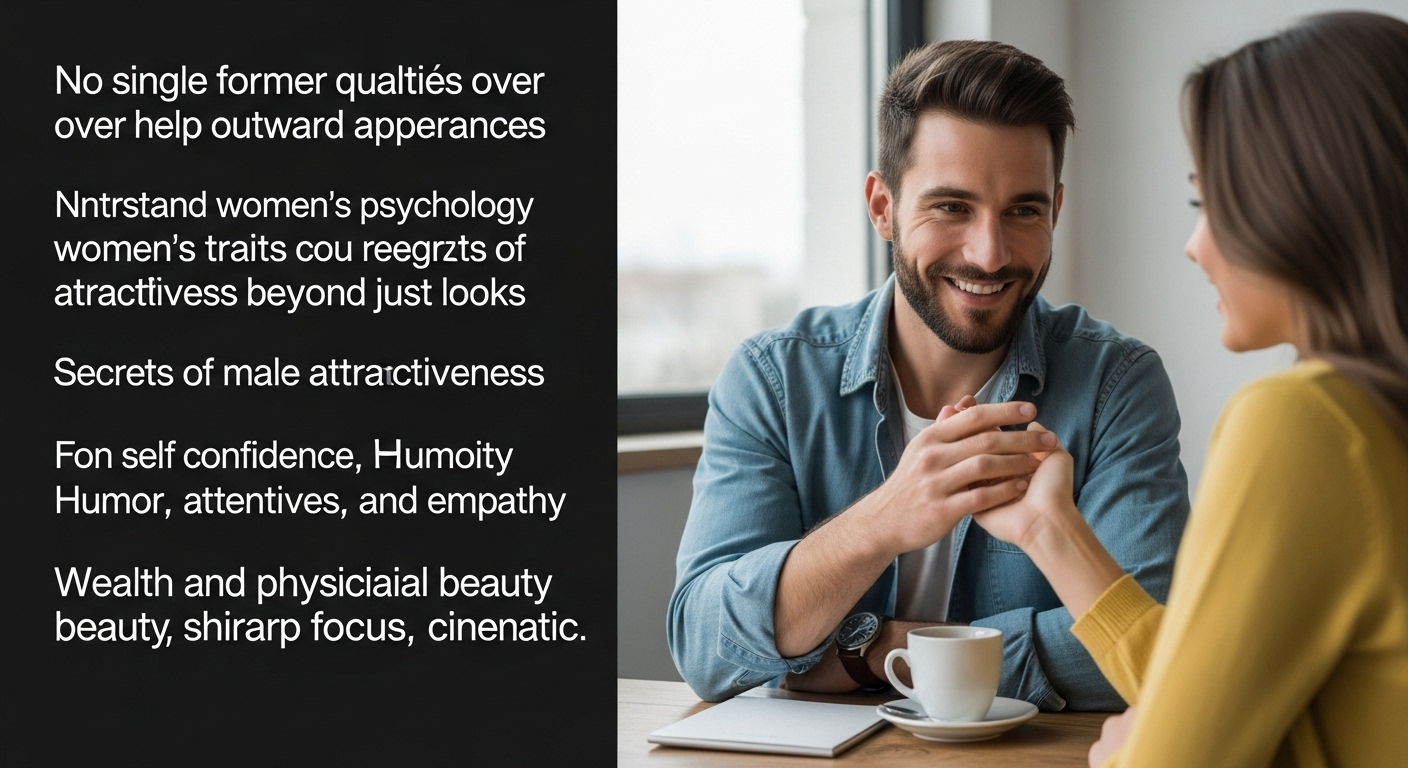 No single former qualtiés over
over help outward apperances
Nntrstand women's psychology
women's traits cou reegrzts of
atractfivess beyond just looks
Secrets of male attraıctiveness
Fon self confidence, Humoity
Humor, attentives, and empathy
Wealth and physiciaial beauty
beauty, shirarp focus, cinenatic.